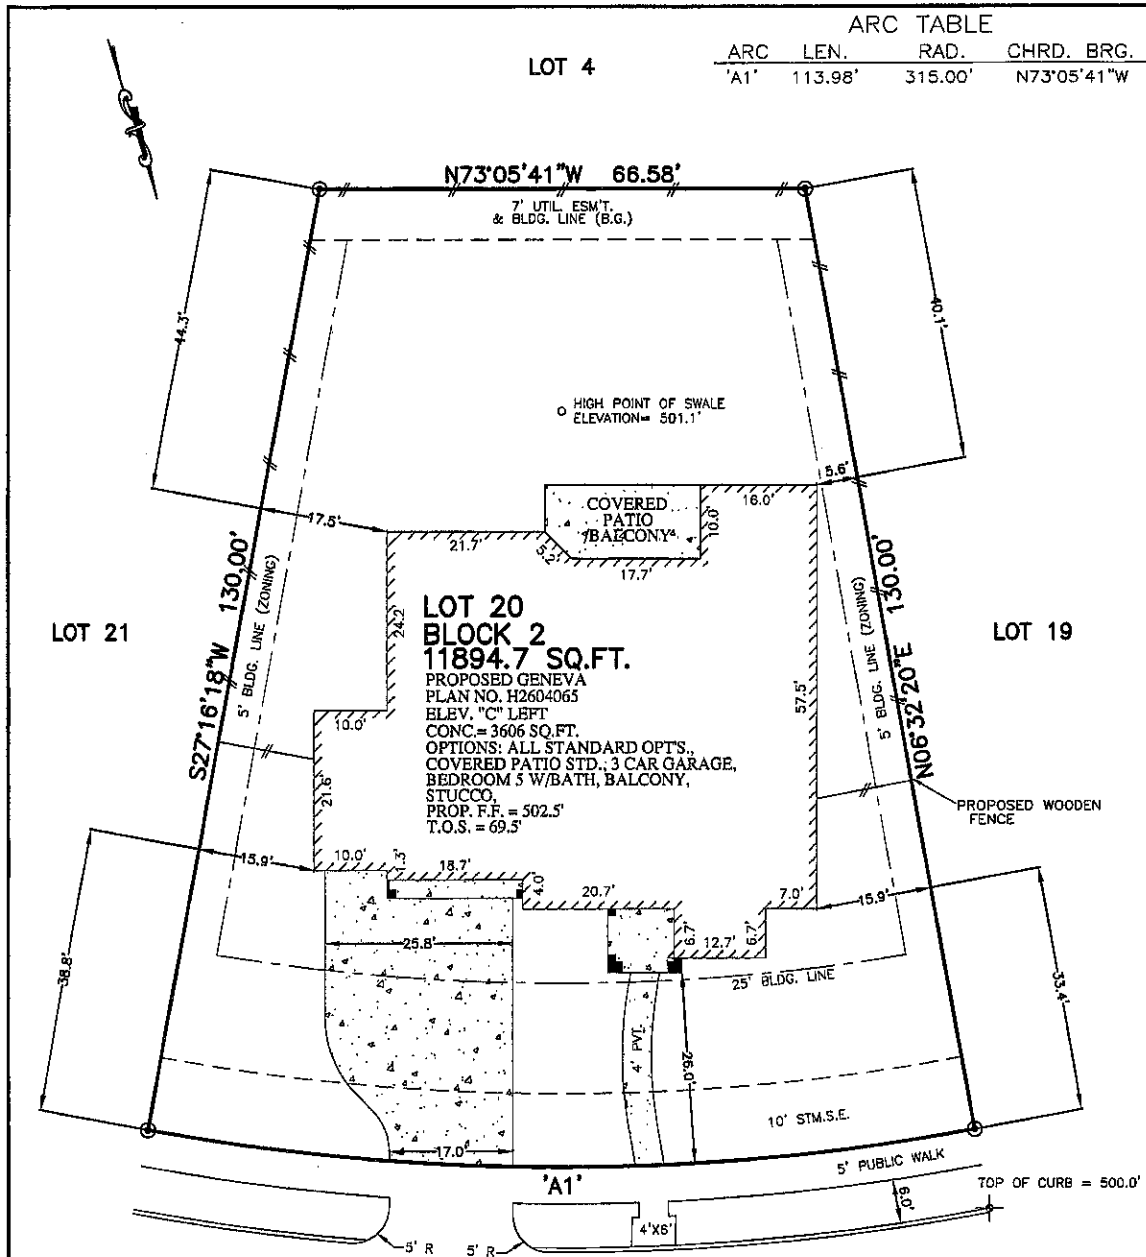 ARC TABLE
ARC LEN. RAD. CHRD. BRG.
'A1' 113.98' 315.00' N73°05'41"W
LOT 4
N73°05'41"W 66.58'
7' UTIL. ESM'T.
& BLDG. LINE (B.G.)
44.3'
40.1'
HIGH POINT OF SWALE
ELEVATION= 501.1'
5.6'
17.5'
COVERED
PATIO
/BALCONY
16.0'
10.0'
21.7'
5.2'
17.7'
S27°16'18"W 130.00'
5' BLDG. LINE (ZONING)
24.2'
LOT 21
LOT 20
BLOCK 2
11894.7 SQ.FT.
PROPOSED GENEVA
PLAN NO. H2604065
ELEV. "C" LEFT
CONC.= 3606 SQ.FT.
OPTIONS: ALL STANDARD OPT'S.,
COVERED PATIO STD.; 3 CAR GARAGE,
BEDROOM 5 W/BATH, BALCONY,
STUCCO,
PROP. F.F. = 502.5'
T.O.S. = 69.5'
57.5'
5' BLDG. LINE (ZONING)
N06°32'20"E 130.00'
LOT 19
10.0'
21.6'
PROPOSED WOODEN
FENCE
15.9'
10.0'
1.3'
18.7'
4.0'
20.7'
7.0'
15.9'
6.7'
12.7'
6.7'
38.8'
25.8'
25' BLDG. LINE
33.4'
4' PVT.
26.0'
10' STM.S.E.
17.0'
'A1'
5' PUBLIC WALK
TOP OF CURB = 500.0'
9.0'
4'X6'
5' R
5' R